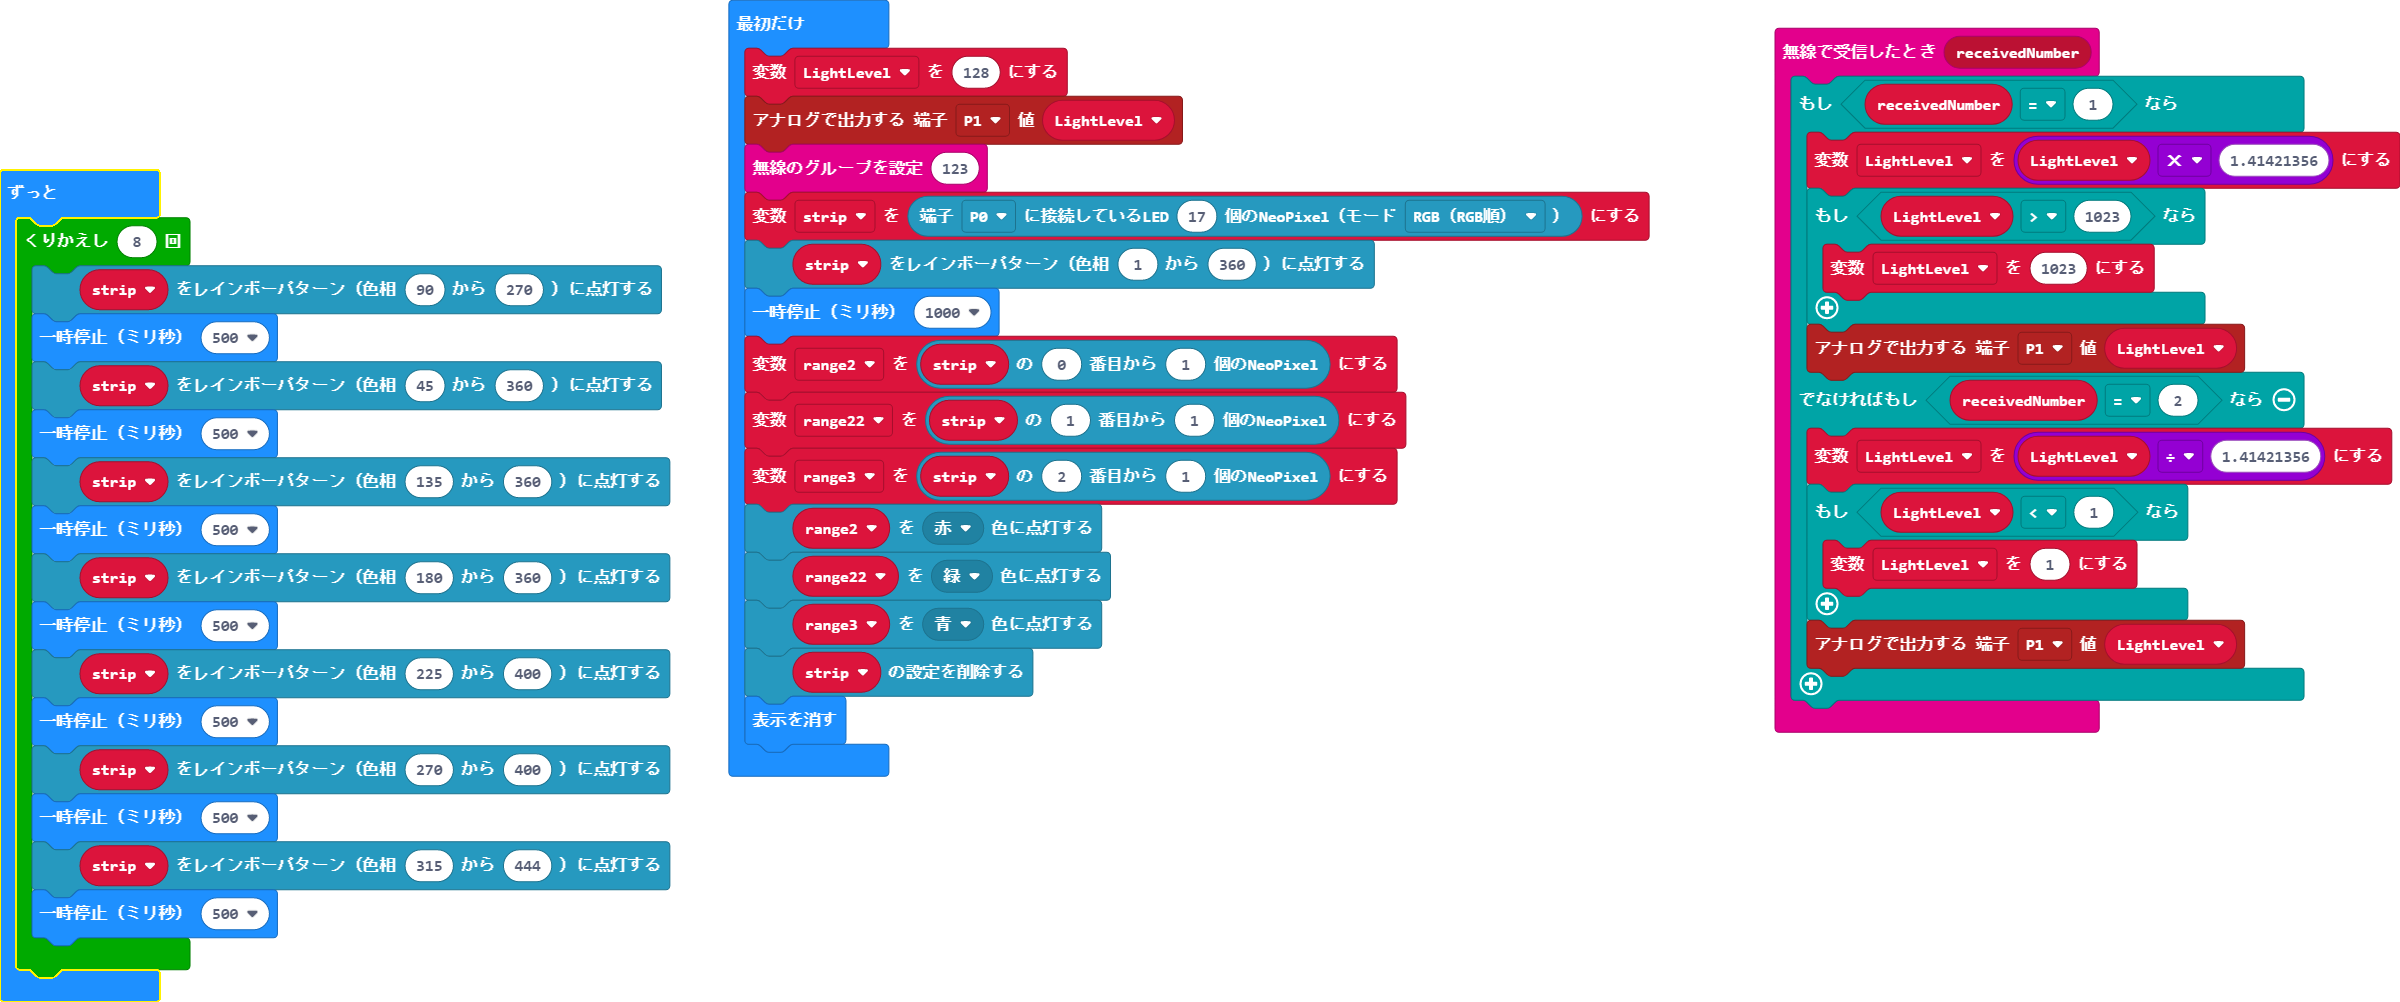 ずっと
くりかえし 8 回
strip をレインボーパターン（色相 90 から 270 ）に点灯する
一時停止（ミリ秒） 500
strip をレインボーパターン（色相 45 から 360 ）に点灯する
一時停止（ミリ秒） 500
strip をレインボーパターン（色相 135 から 360 ）に点灯する
一時停止（ミリ秒） 500
strip をレインボーパターン（色相 180 から 360 ）に点灯する
一時停止（ミリ秒） 500
strip をレインボーパターン（色相 225 から 400 ）に点灯する
一時停止（ミリ秒） 500
strip をレインボーパターン（色相 270 から 400 ）に点灯する
一時停止（ミリ秒） 500
strip をレインボーパターン（色相 315 から 444 ）に点灯する
一時停止（ミリ秒） 500
最初だけ
変数 LightLevel を 128 にする
アナログで出力する 端子 P1 値 LightLevel
無線のグループを設定 123
変数 strip を 端子 P0 に接続しているLED 17 個のNeoPixel（モード RGB（RGB順） ） にする
strip をレインボーパターン（色相 1 から 360 ）に点灯する
一時停止（ミリ秒） 1000
変数 range2 を strip の 0 番目から 1 個のNeoPixel にする
変数 range22 を strip の 1 番目から 1 個のNeoPixel にする
変数 range3 を strip の 2 番目から 1 個のNeoPixel にする
range2 を 赤 色に点灯する
range22 を 緑 色に点灯する
range3 を 青 色に点灯する
strip の設定を削除する
表示を消す
無線で受信したとき receivedNumber
もし receivedNumber = 1 なら
変数 LightLevel を LightLevel × 1.41421356 にする
もし LightLevel > 1023 なら
変数 LightLevel を 1023 にする
アナログで出力する 端子 P1 値 LightLevel
でなければもし receivedNumber = 2 なら
変数 LightLevel を LightLevel ÷ 1.41421356 にする
もし LightLevel < 1 なら
変数 LightLevel を 1 にする
アナログで出力する 端子 P1 値 LightLevel